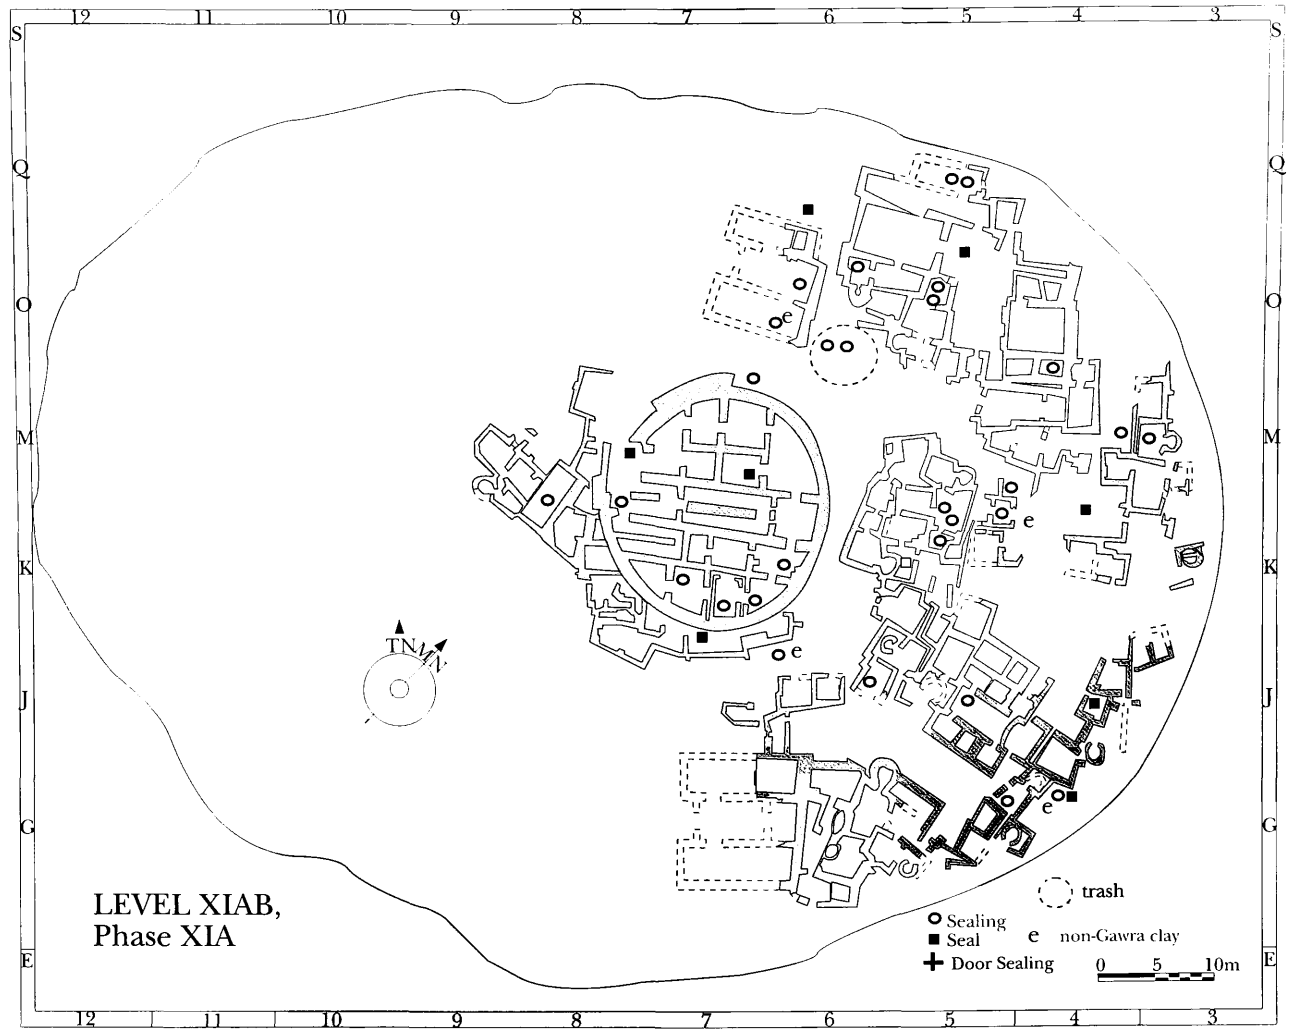 12 11 10 9 8 7 6 5 4 3
S S
Q Q
O e O
M M
e
K K
e
TN MN
J J
e
G G
LEVEL XIAB,
Phase XIA
trash
Sealing
Seal e non-Gawra clay
Door Sealing
E 0 5 10m E
12 11 10 9 8 7 6 5 4 3